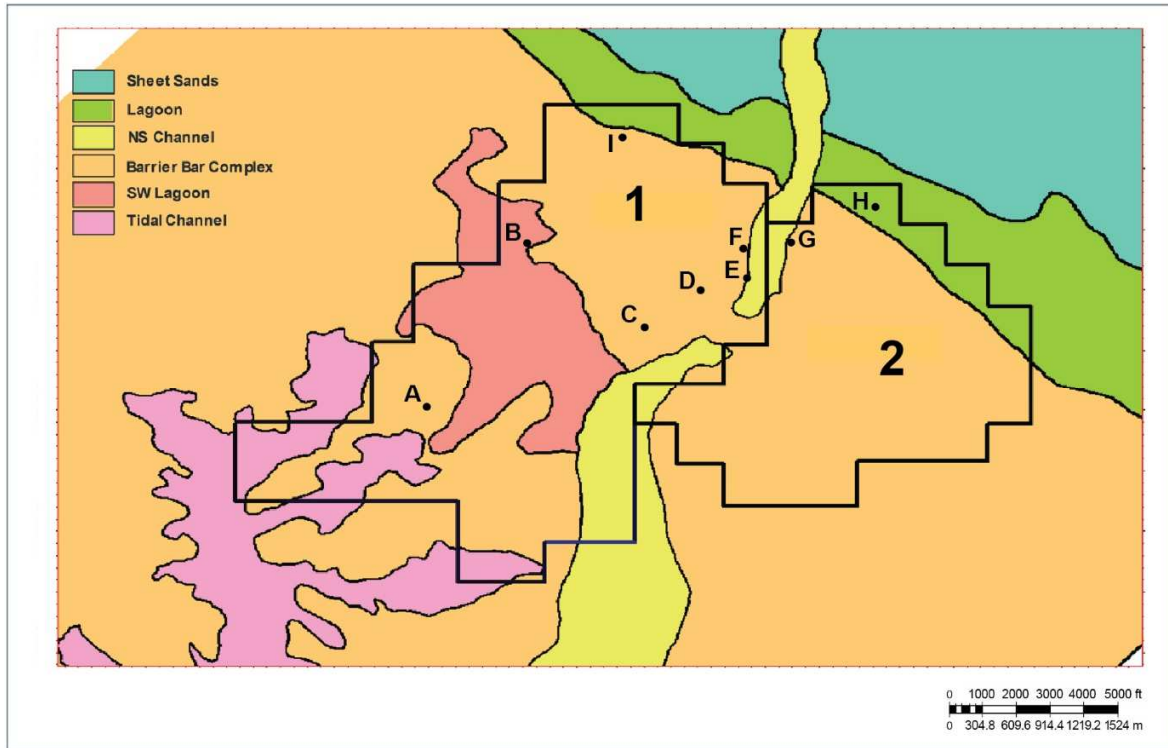 Sheet Sands
Lagoon
NS Channel
Barrier Bar Complex
SW Lagoon
Tidal Channel
I
1
H
B
F
G
E
D
C
2
A
0 1000 2000 3000 4000 5000 ft
0 304.8 609.6 914.4 1219.2 1524 m